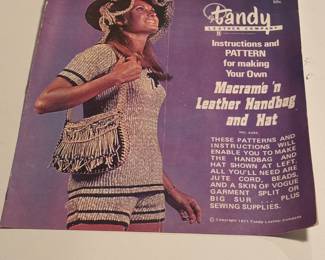 tandy
LEATHER COMPANY
Instructions and
PATTERN
for making
Your Own
Macrame 'n
Leather Handbag
and Hat
THESE PATTERNS AND
INSTRUCTIONS WILL
ENABLE YOU TO MAKE
THE HANDBAG AND
HAT SHOWN AT LEFT;
ALL YOU'LL NEED ARE
JUTE CORD, BEADS,
AND A SKIN OF VOGUE
GARMENT SPLIT OR
BIG SUR . . . PLUS
SEWING SUPPLIES.
© Copyright 1971 Tandy Leather Company